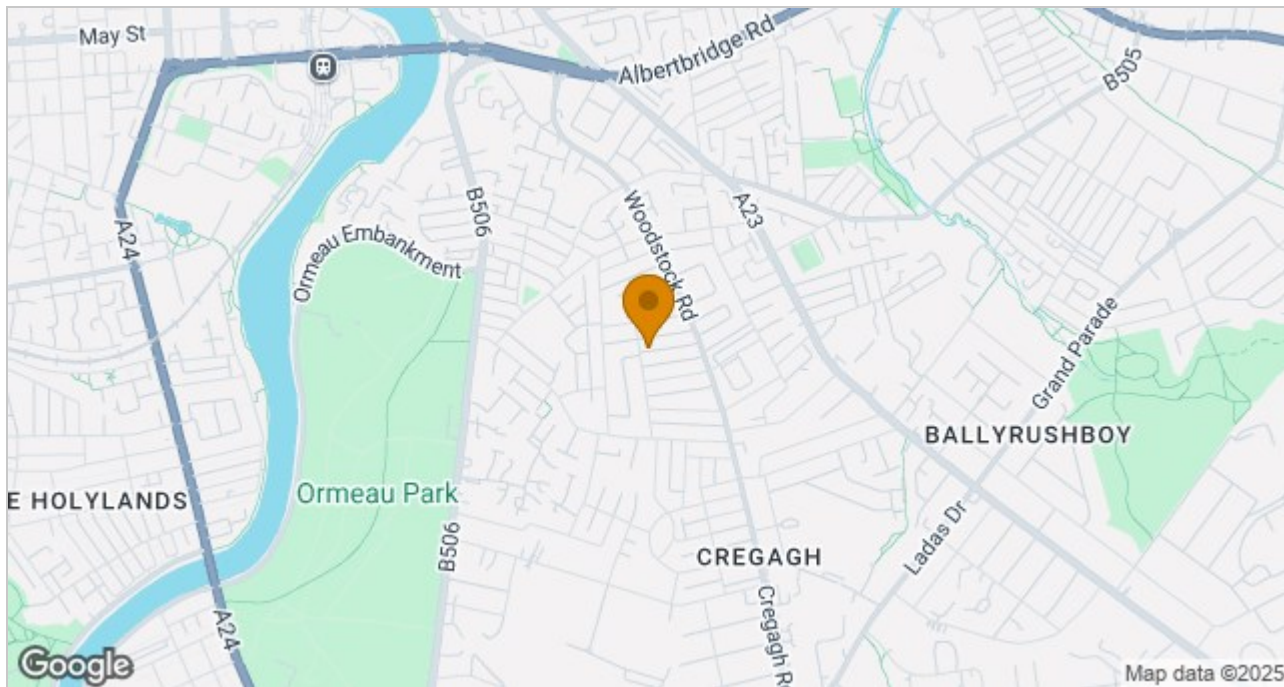 May St
Albertbridge Rd
B505
A24
B506
Woodstock Rd
A23
Ormeau Embankment
Grand Parade
BALLYRUSHBOY
E HOLYLANDS
Ormeau Park
B506
CREGAGH
Ladas Dr
Cregagh R
A24
Google
Map data ©2025